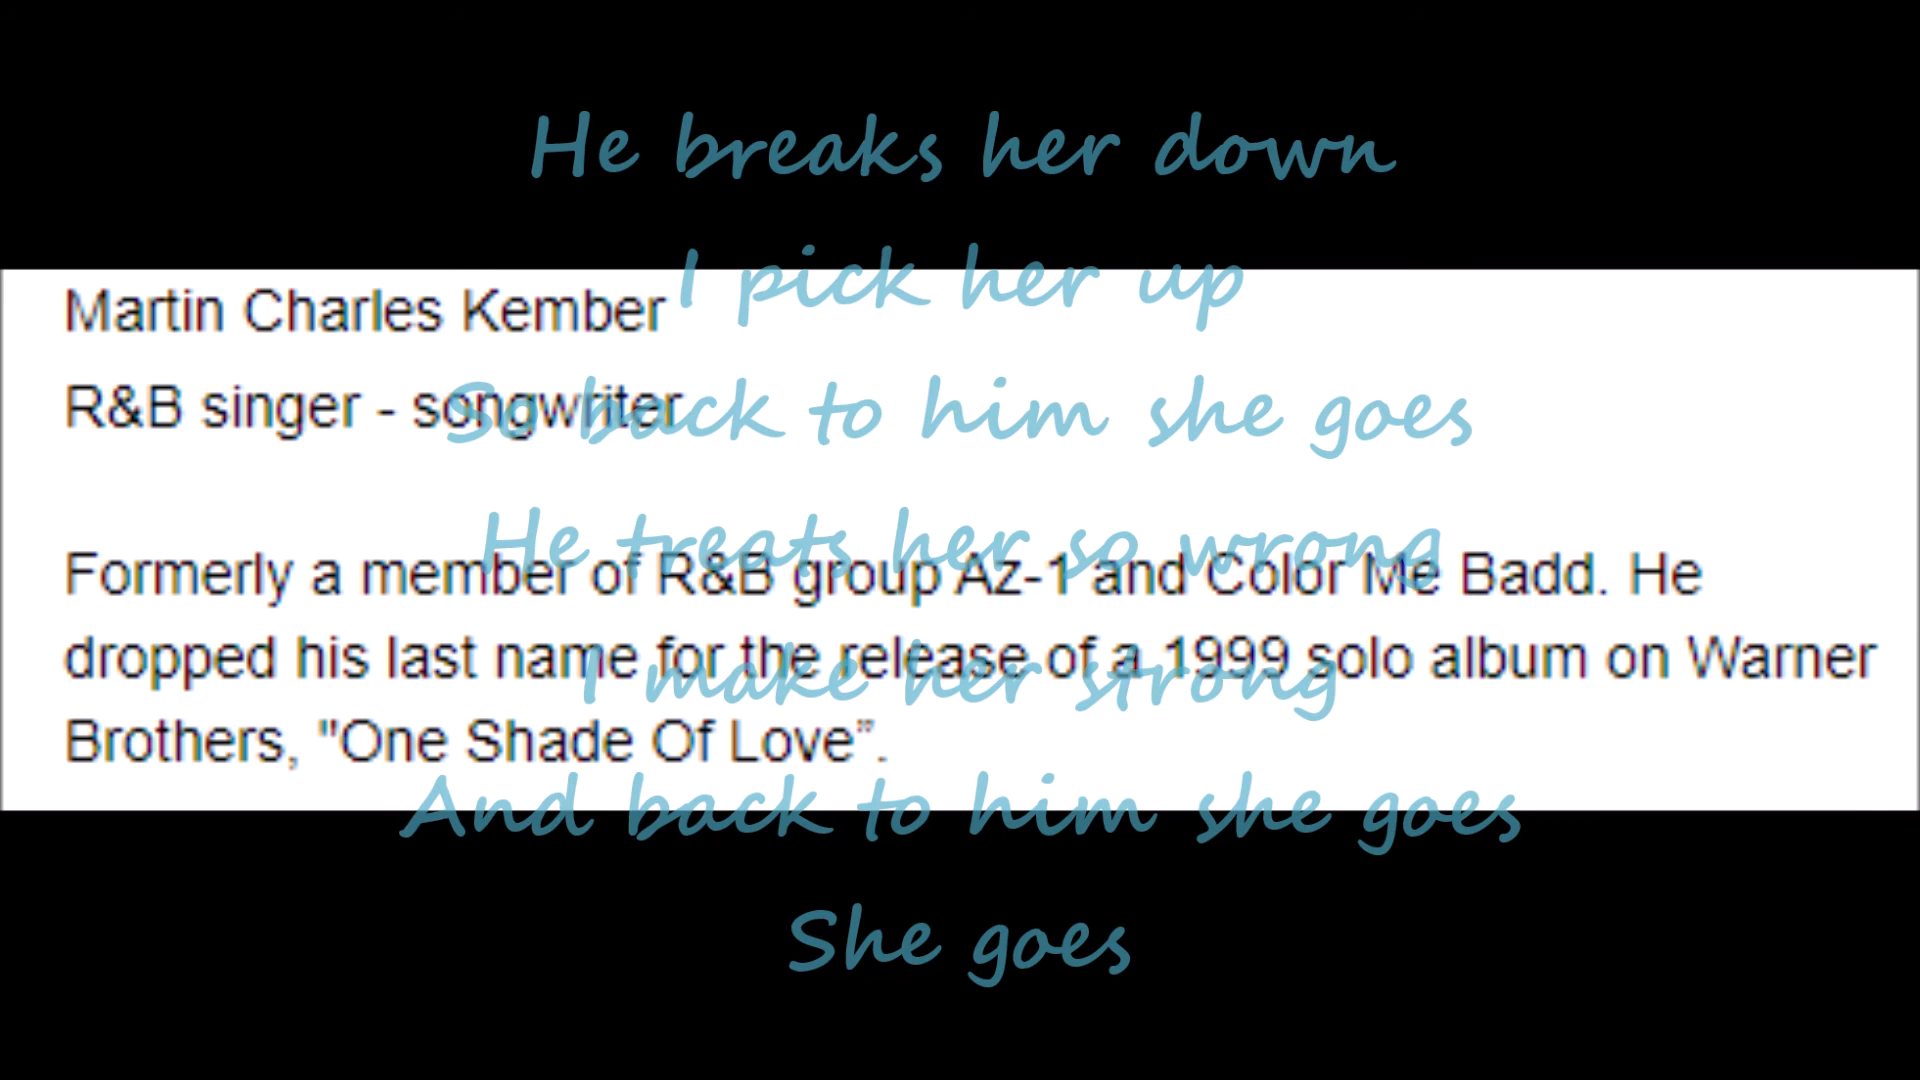 He breaks her down
I pick her up
Martin Charles Kember
So back to him she goes
R&B singer - songwriter
He treats her so wrong
Formerly a member of R&B group Az-1 and Color Me Badd. He
dropped his last name for the release of a 1999 solo album on Warner
I make her strong
Brothers, "One Shade Of Love”.
And back to him she goes
She goes